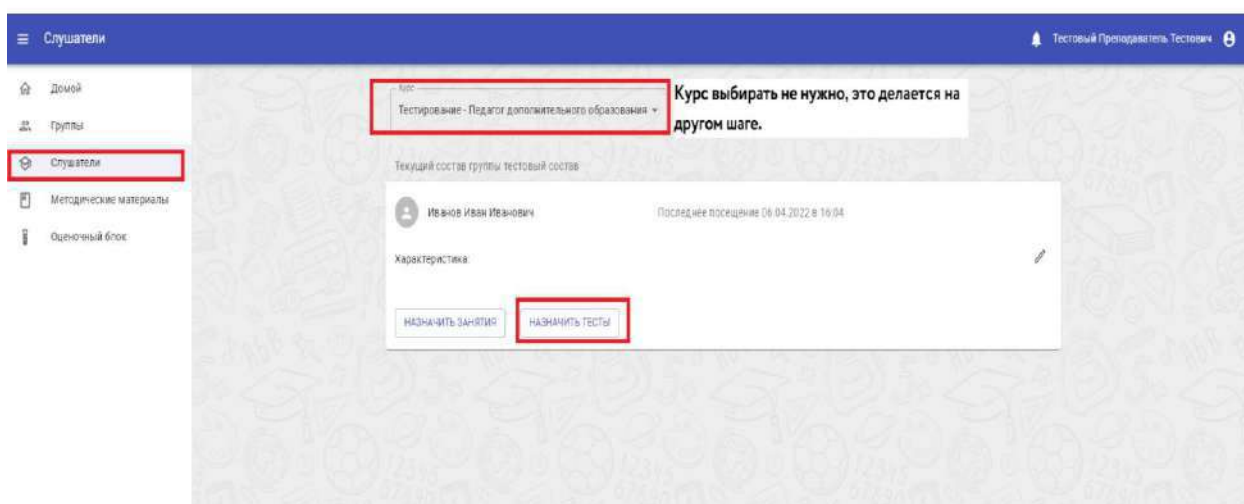 Слушатели
Тестовый Преподаватель Тестович
Домой
Группы
Слушатели
Методические материалы
Оценочный блок
Курс
Тестирование - Педагог дополнительного образования
Курс выбирать не нужно, это делается на
другом шаге.
Текущий состав группы тестовый состав
Иванов Иван Иванович
Последнее посещение 06.04.2022 в 16:04
Характеристика
НАЗНАЧИТЬ ЗАНЯТИЯ
НАЗНАЧИТЬ ТЕСТЫ